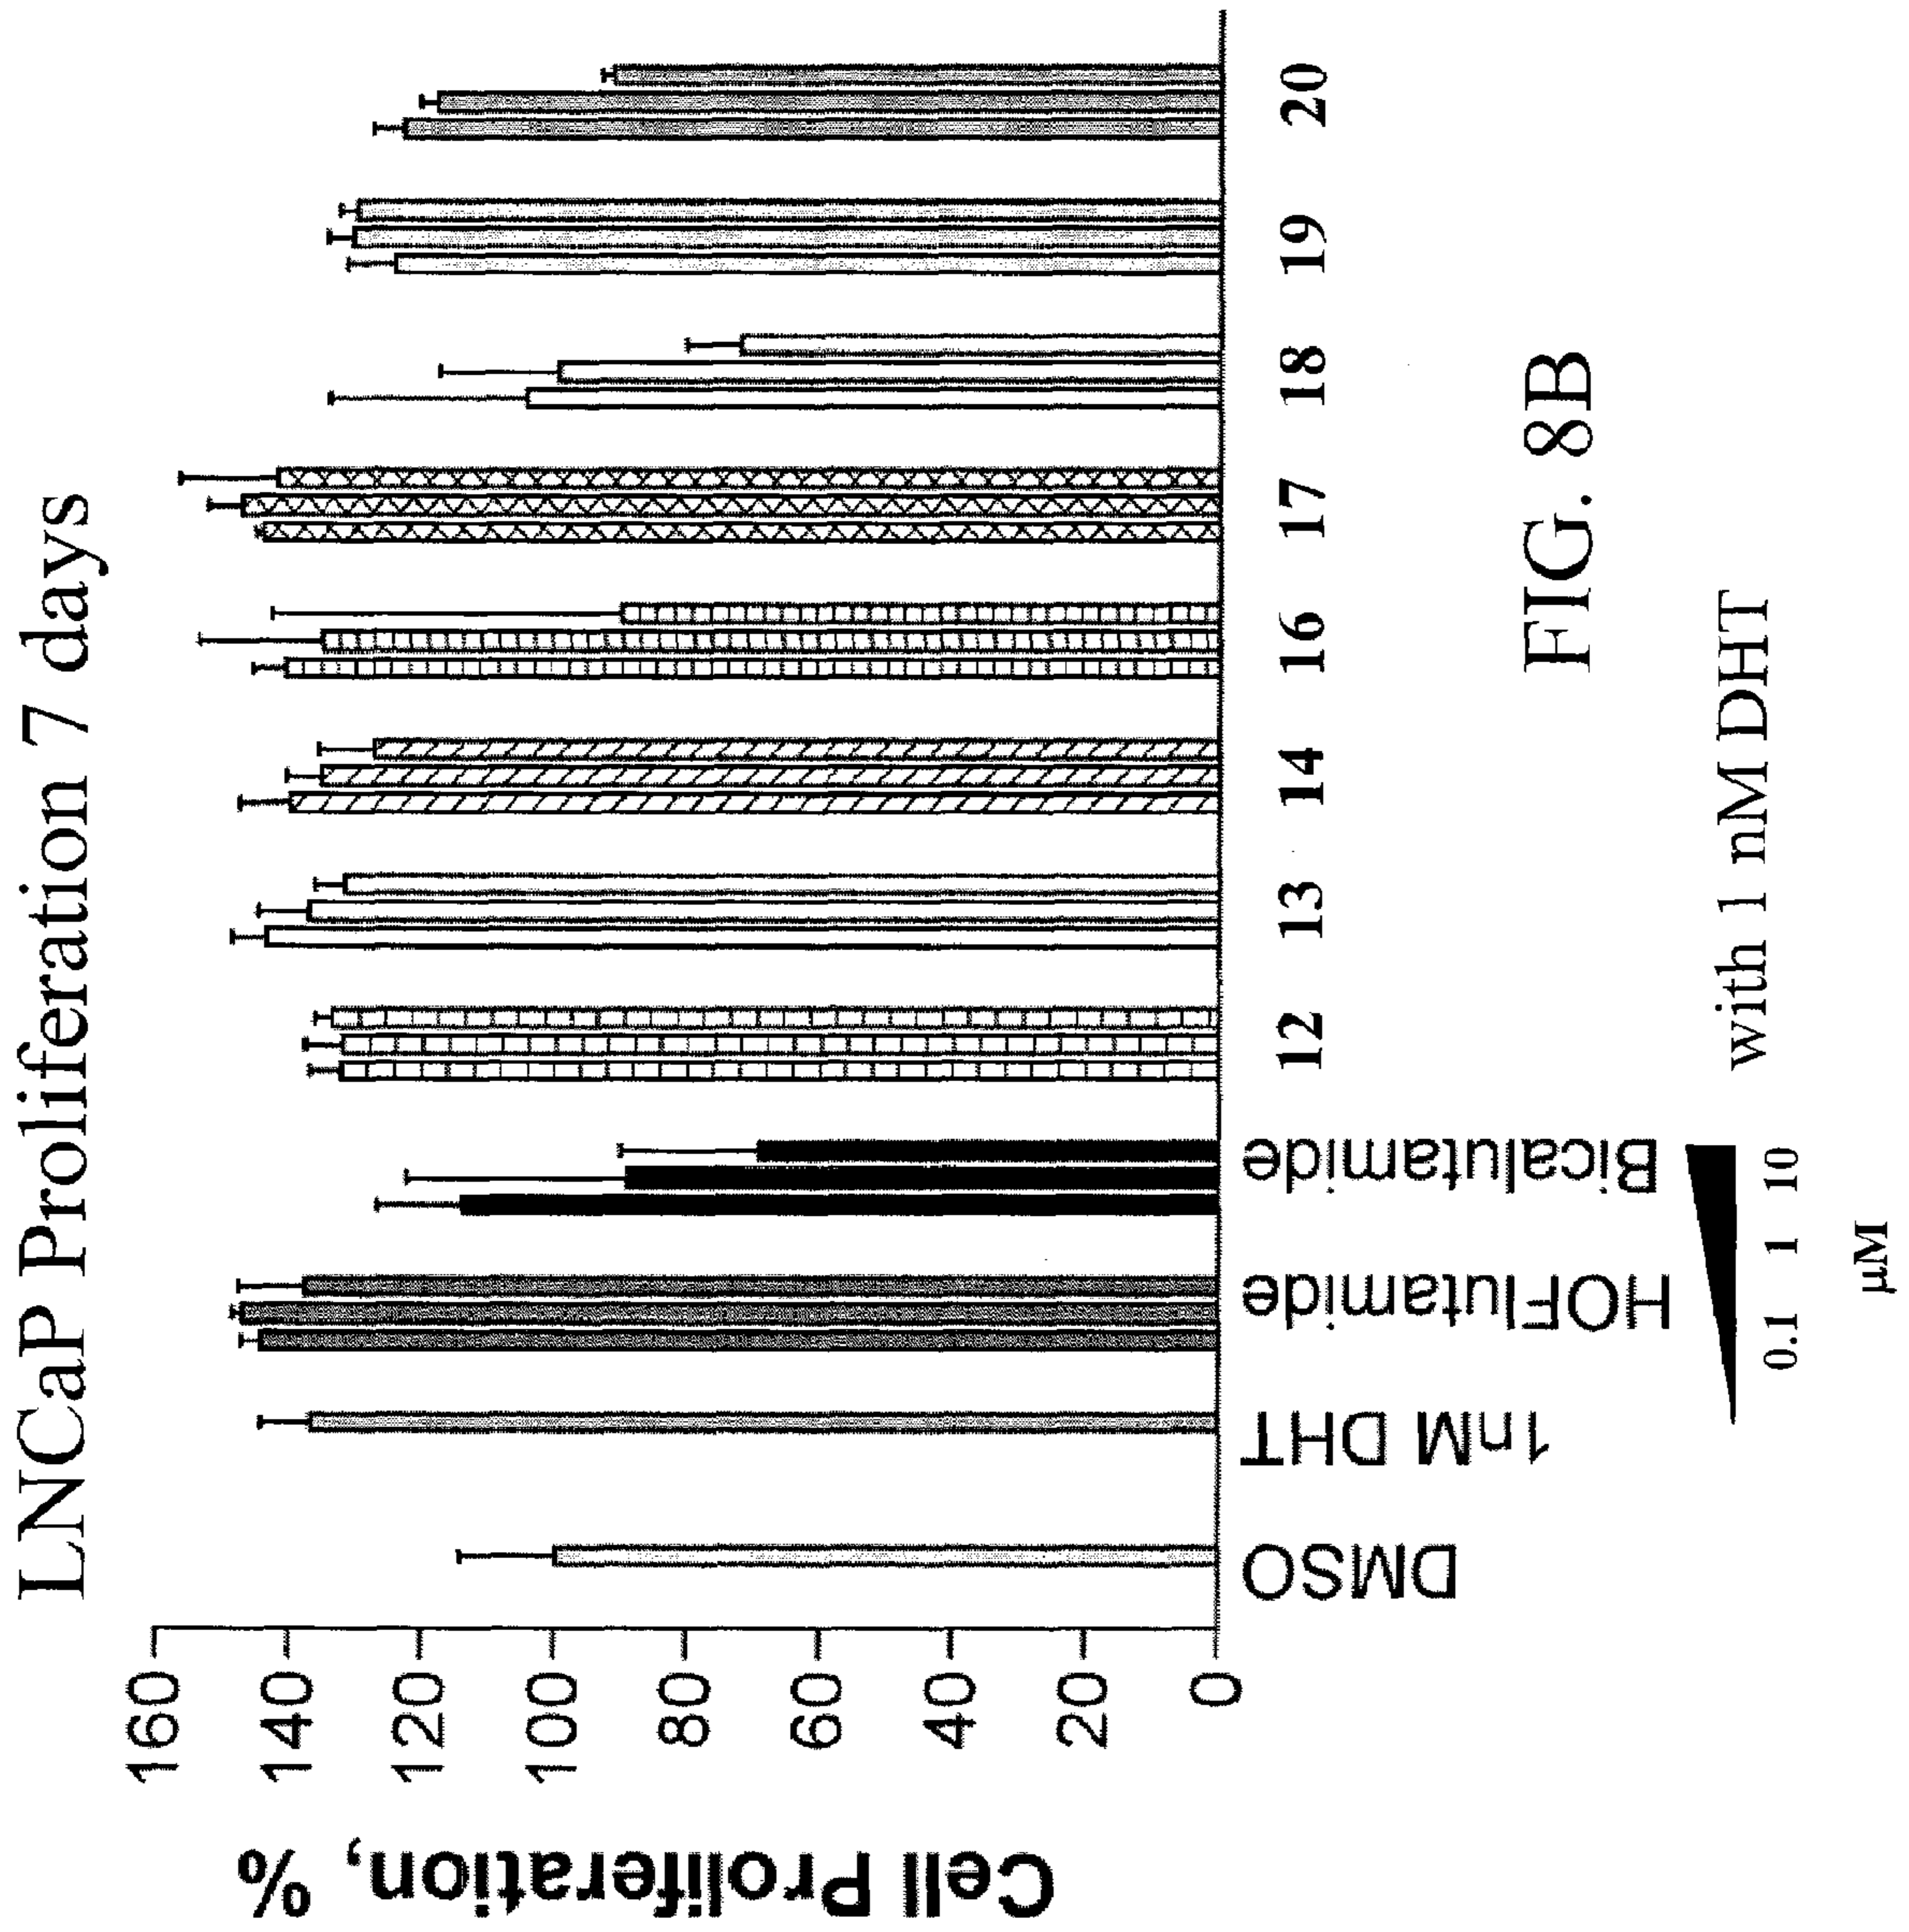 LNCaP Proliferation 7 days
Cell Proliferation, %
160
140
120
100
80
60
40
20
0
DMSO
1nM DHT
HOFlutamide
Bicalutamide
12
13
14
16
17
18
19
20
0.1 1 10
µM
with 1 nM DHT
FIG. 8B